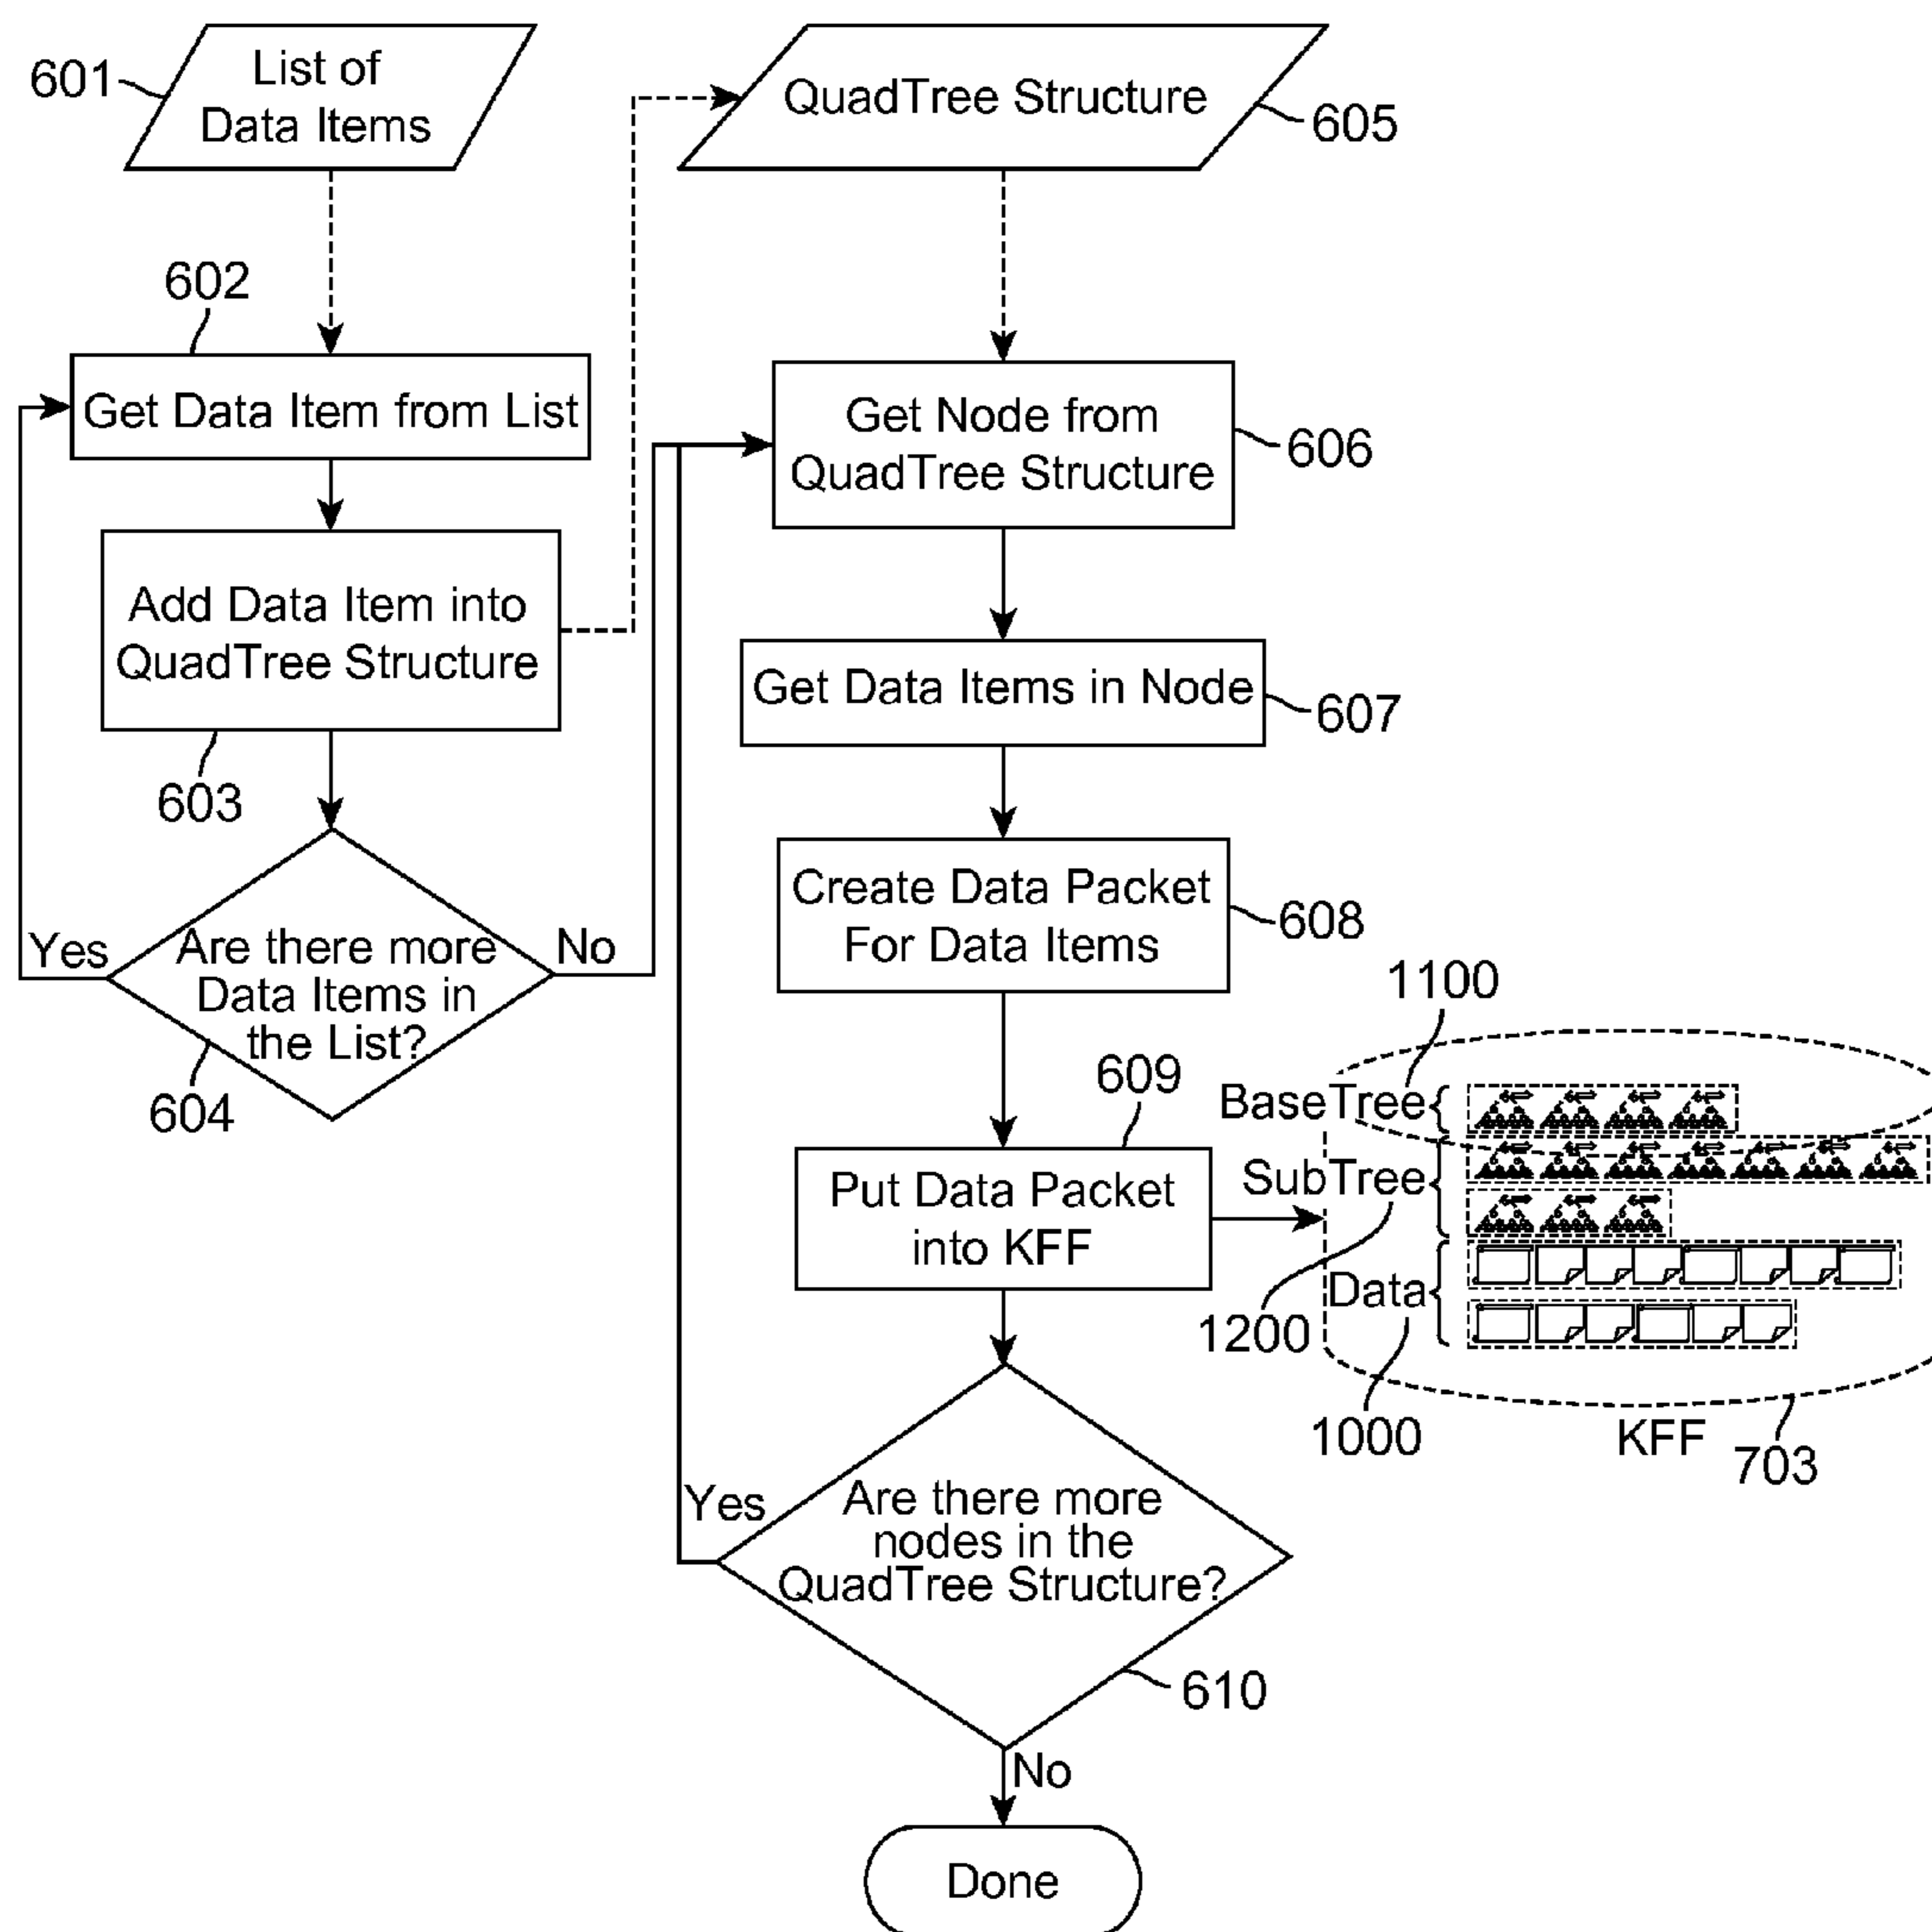 601
List of
Data Items
QuadTree Structure
605
602
Get Data Item from List
Add Data Item into
QuadTree Structure
603
Yes
Are there more
Data Items in
the List?
No
604
Get Node from
QuadTree Structure
606
Get Data Items in Node
607
Create Data Packet
For Data Items
608
609
Put Data Packet
into KFF
1100
BaseTree
SubTree
Data
1200
1000
KFF
703
Yes
Are there more
nodes in the
QuadTree Structure?
610
No
Done